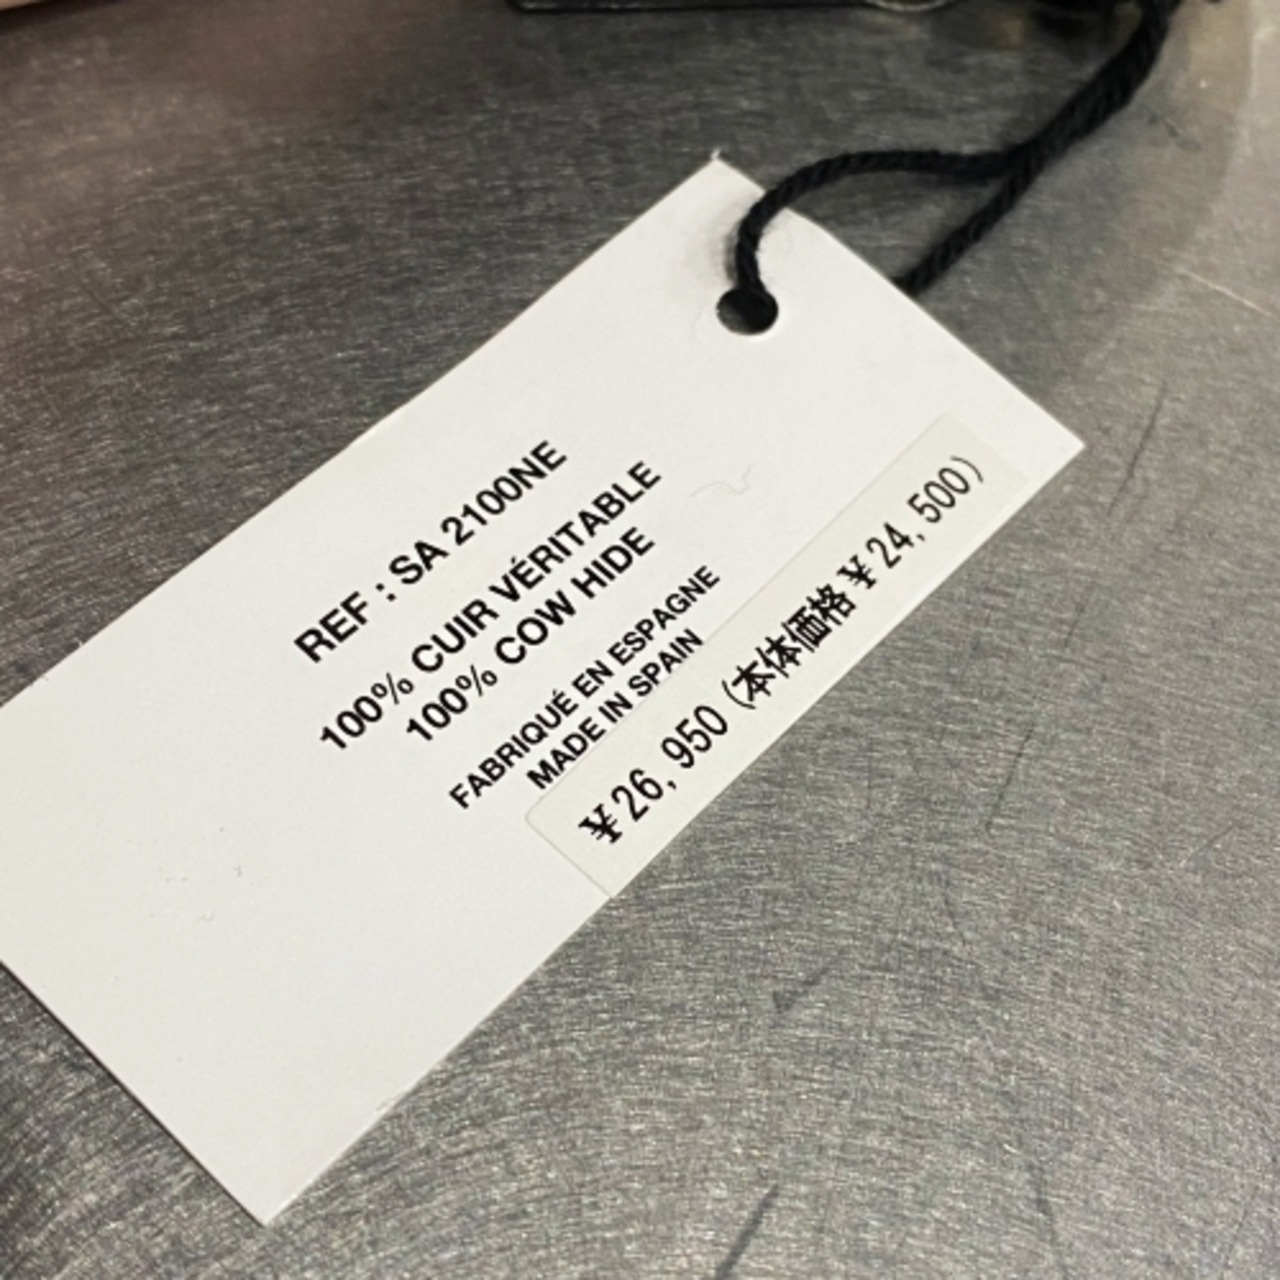 REF : SA 2100NE
100% CUIR VÉRITABLE
100% COW HIDE
FABRIQUÉ EN ESPAGNE
MADE IN SPAIN
¥26,950 (本体価格¥24,500)